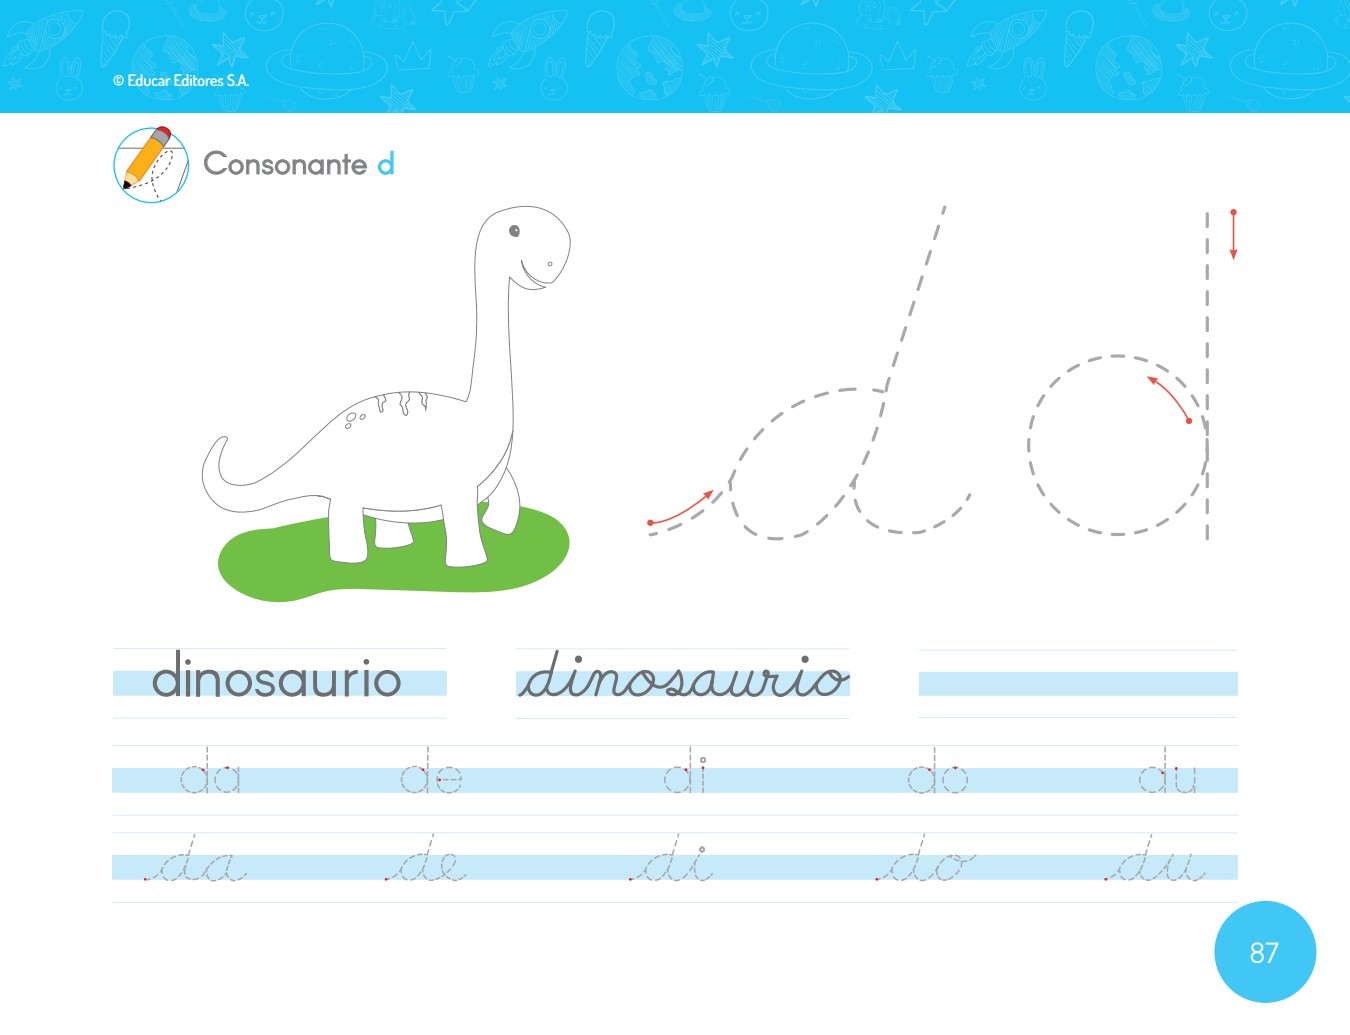 © Educar Editores S.A.
Consonante d
d d
dinosaurio dinosaurio
da de di do du
da de di do du
87